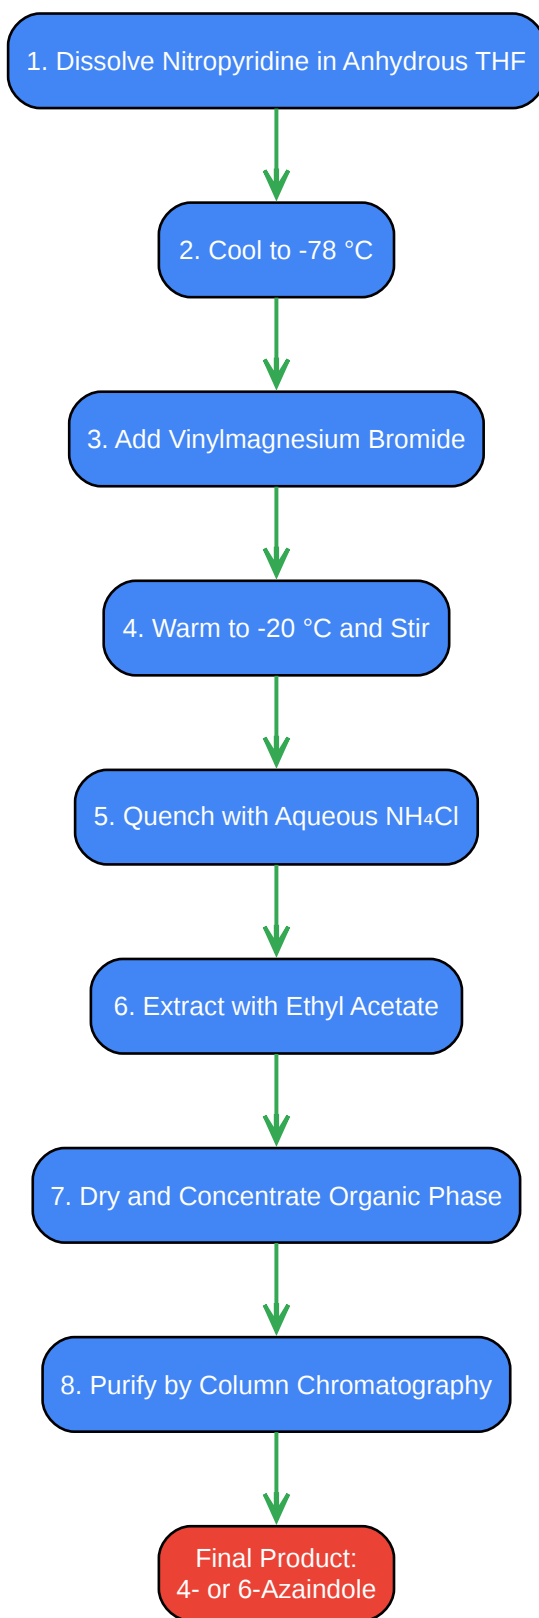 1. Dissolve Nitropyridine in Anhydrous THF
2. Cool to -78 °C
3. Add Vinylmagnesium Bromide
4. Warm to -20 °C and Stir
5. Quench with Aqueous NH₄Cl
6. Extract with Ethyl Acetate
7. Dry and Concentrate Organic Phase
8. Purify by Column Chromatography
Final Product:
4- or 6-Azaindole